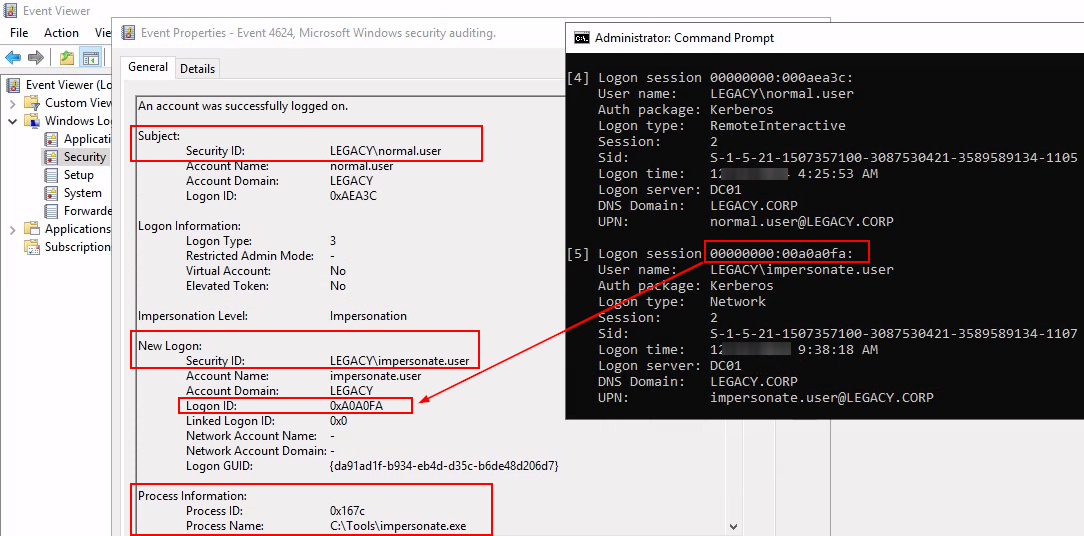 Event Viewer
File Action Vie
Event Viewer (Lo
Custom View
Windows Lo
Applicati
Security
Setup
System
Forwarde
Applications
Subscription
Event Properties - Event 4624, Microsoft Windows security auditing.
General Details
An account was successfully logged on.
Subject:
Security ID: LEGACY\normal.user
Account Name: normal.user
Account Domain: LEGACY
Logon ID: 0xAEA3C
Logon Information:
Logon Type: 3
Restricted Admin Mode: -
Virtual Account: No
Elevated Token: No
Impersonation Level: Impersonation
New Logon:
Security ID: LEGACY\impersonate.user
Account Name: impersonate.user
Account Domain: LEGACY
Logon ID: 0xA0A0FA
Linked Logon ID: 0x0
Network Account Name: -
Network Account Domain: -
Logon GUID: {da91ad1f-b934-eb4d-d35c-b6de48d206d7}
Process Information:
Process ID: 0x167c
Process Name: C:\Tools\impersonate.exe
Administrator: Command Prompt
[4] Logon session 00000000:000aea3c:
User name: LEGACY\normal.user
Auth package: Kerberos
Logon type: RemoteInteractive
Session: 2
Sid: S-1-5-21-1507357100-3087530421-3589589134-1105
Logon time: 4:25:53 AM
Logon server: DC01
DNS Domain: LEGACY.CORP
UPN: normal.user@LEGACY.CORP
[5] Logon session 00000000:00a0a0fa:
User name: LEGACY\impersonate.user
Auth package: Kerberos
Logon type: Network
Session: 2
Sid: S-1-5-21-1507357100-3087530421-3589589134-1107
Logon time: 9:38:18 AM
Logon server: DC01
DNS Domain: LEGACY.CORP
UPN: impersonate.user@LEGACY.CORP